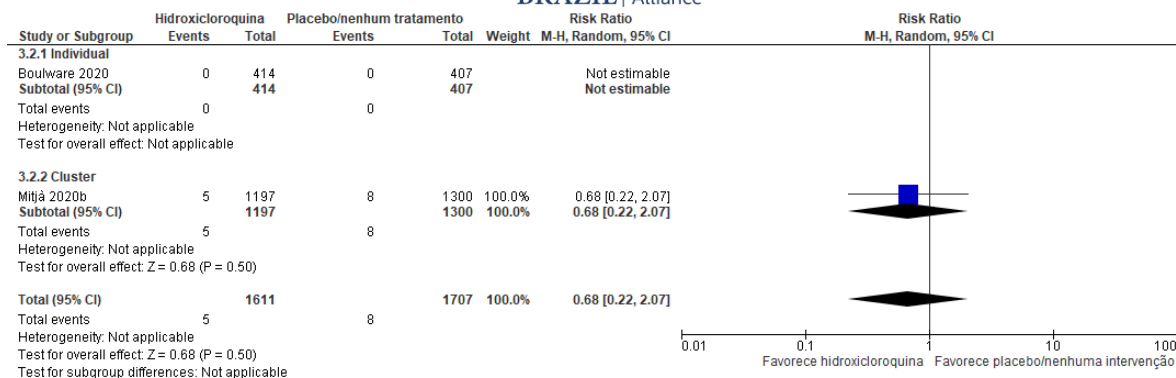 BRAZIL | Alliance
Hidroxicloroquina Placebo/nenhum tratamento Risk Ratio Risk Ratio
Study or Subgroup Events Total Events Total Weight M-H, Random, 95% CI M-H, Random, 95% CI
3.2.1 Individual
Boulware 2020 0 414 0 407 Not estimable
Subtotal (95% CI) 414 407 Not estimable
Total events 0 0
Heterogeneity: Not applicable
Test for overall effect: Not applicable
3.2.2 Cluster
Mitjà 2020b 5 1197 8 1300 100.0% 0.68 [0.22, 2.07]
Subtotal (95% CI) 1197 1300 100.0% 0.68 [0.22, 2.07]
Total events 5 8
Heterogeneity: Not applicable
Test for overall effect: Z = 0.68 (P = 0.50)
Total (95% CI) 1611 1707 100.0% 0.68 [0.22, 2.07]
Total events 5 8
Heterogeneity: Not applicable
Test for overall effect: Z = 0.68 (P = 0.50)
Test for subgroup differences: Not applicable
0.01 0.1 1 10 100
Favorece hidroxicloroquina Favorece placebo/nenhuma intervenção